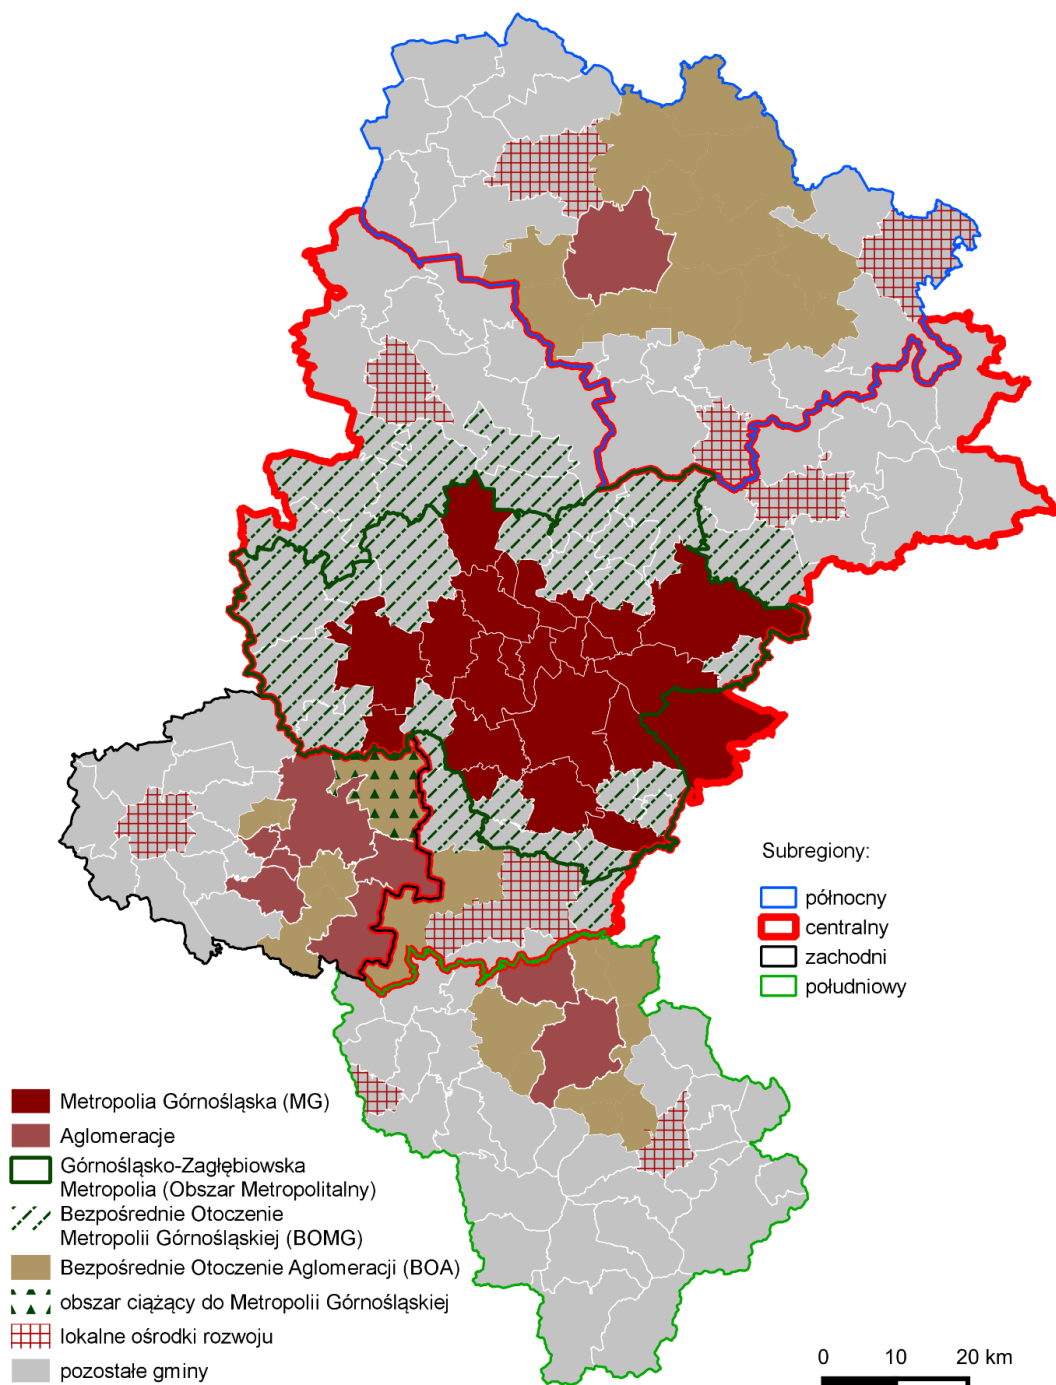 Subregiony:
północny
centralny
zachodni
południowy
Metropolia Górnośląska (MG)
Aglomeracje
Górnośląsko-Zagłębiowska
Metropolia (Obszar Metropolitalny)
Bezpośrednie Otoczenie
Metropolii Górnośląskiej (BOMG)
Bezpośrednie Otoczenie Aglomeracji (BOA)
obszar ciążący do Metropolii Górnośląskiej
lokalne ośrodki rozwoju
pozostałe gminy
0 10 20 km